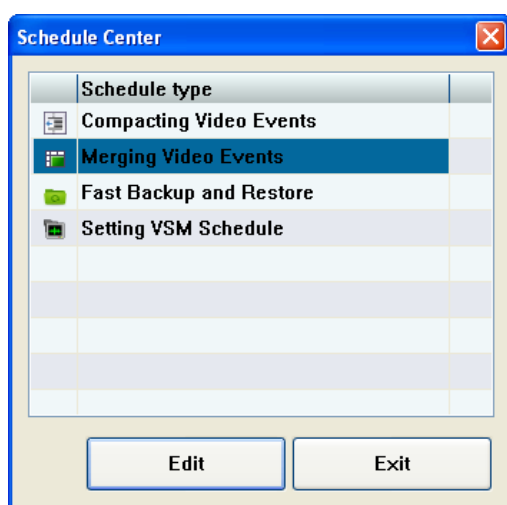 Schedule Center
Schedule type
Compacting Video Events
Merging Video Events
Fast Backup and Restore
Setting VSM Schedule
Edit Exit